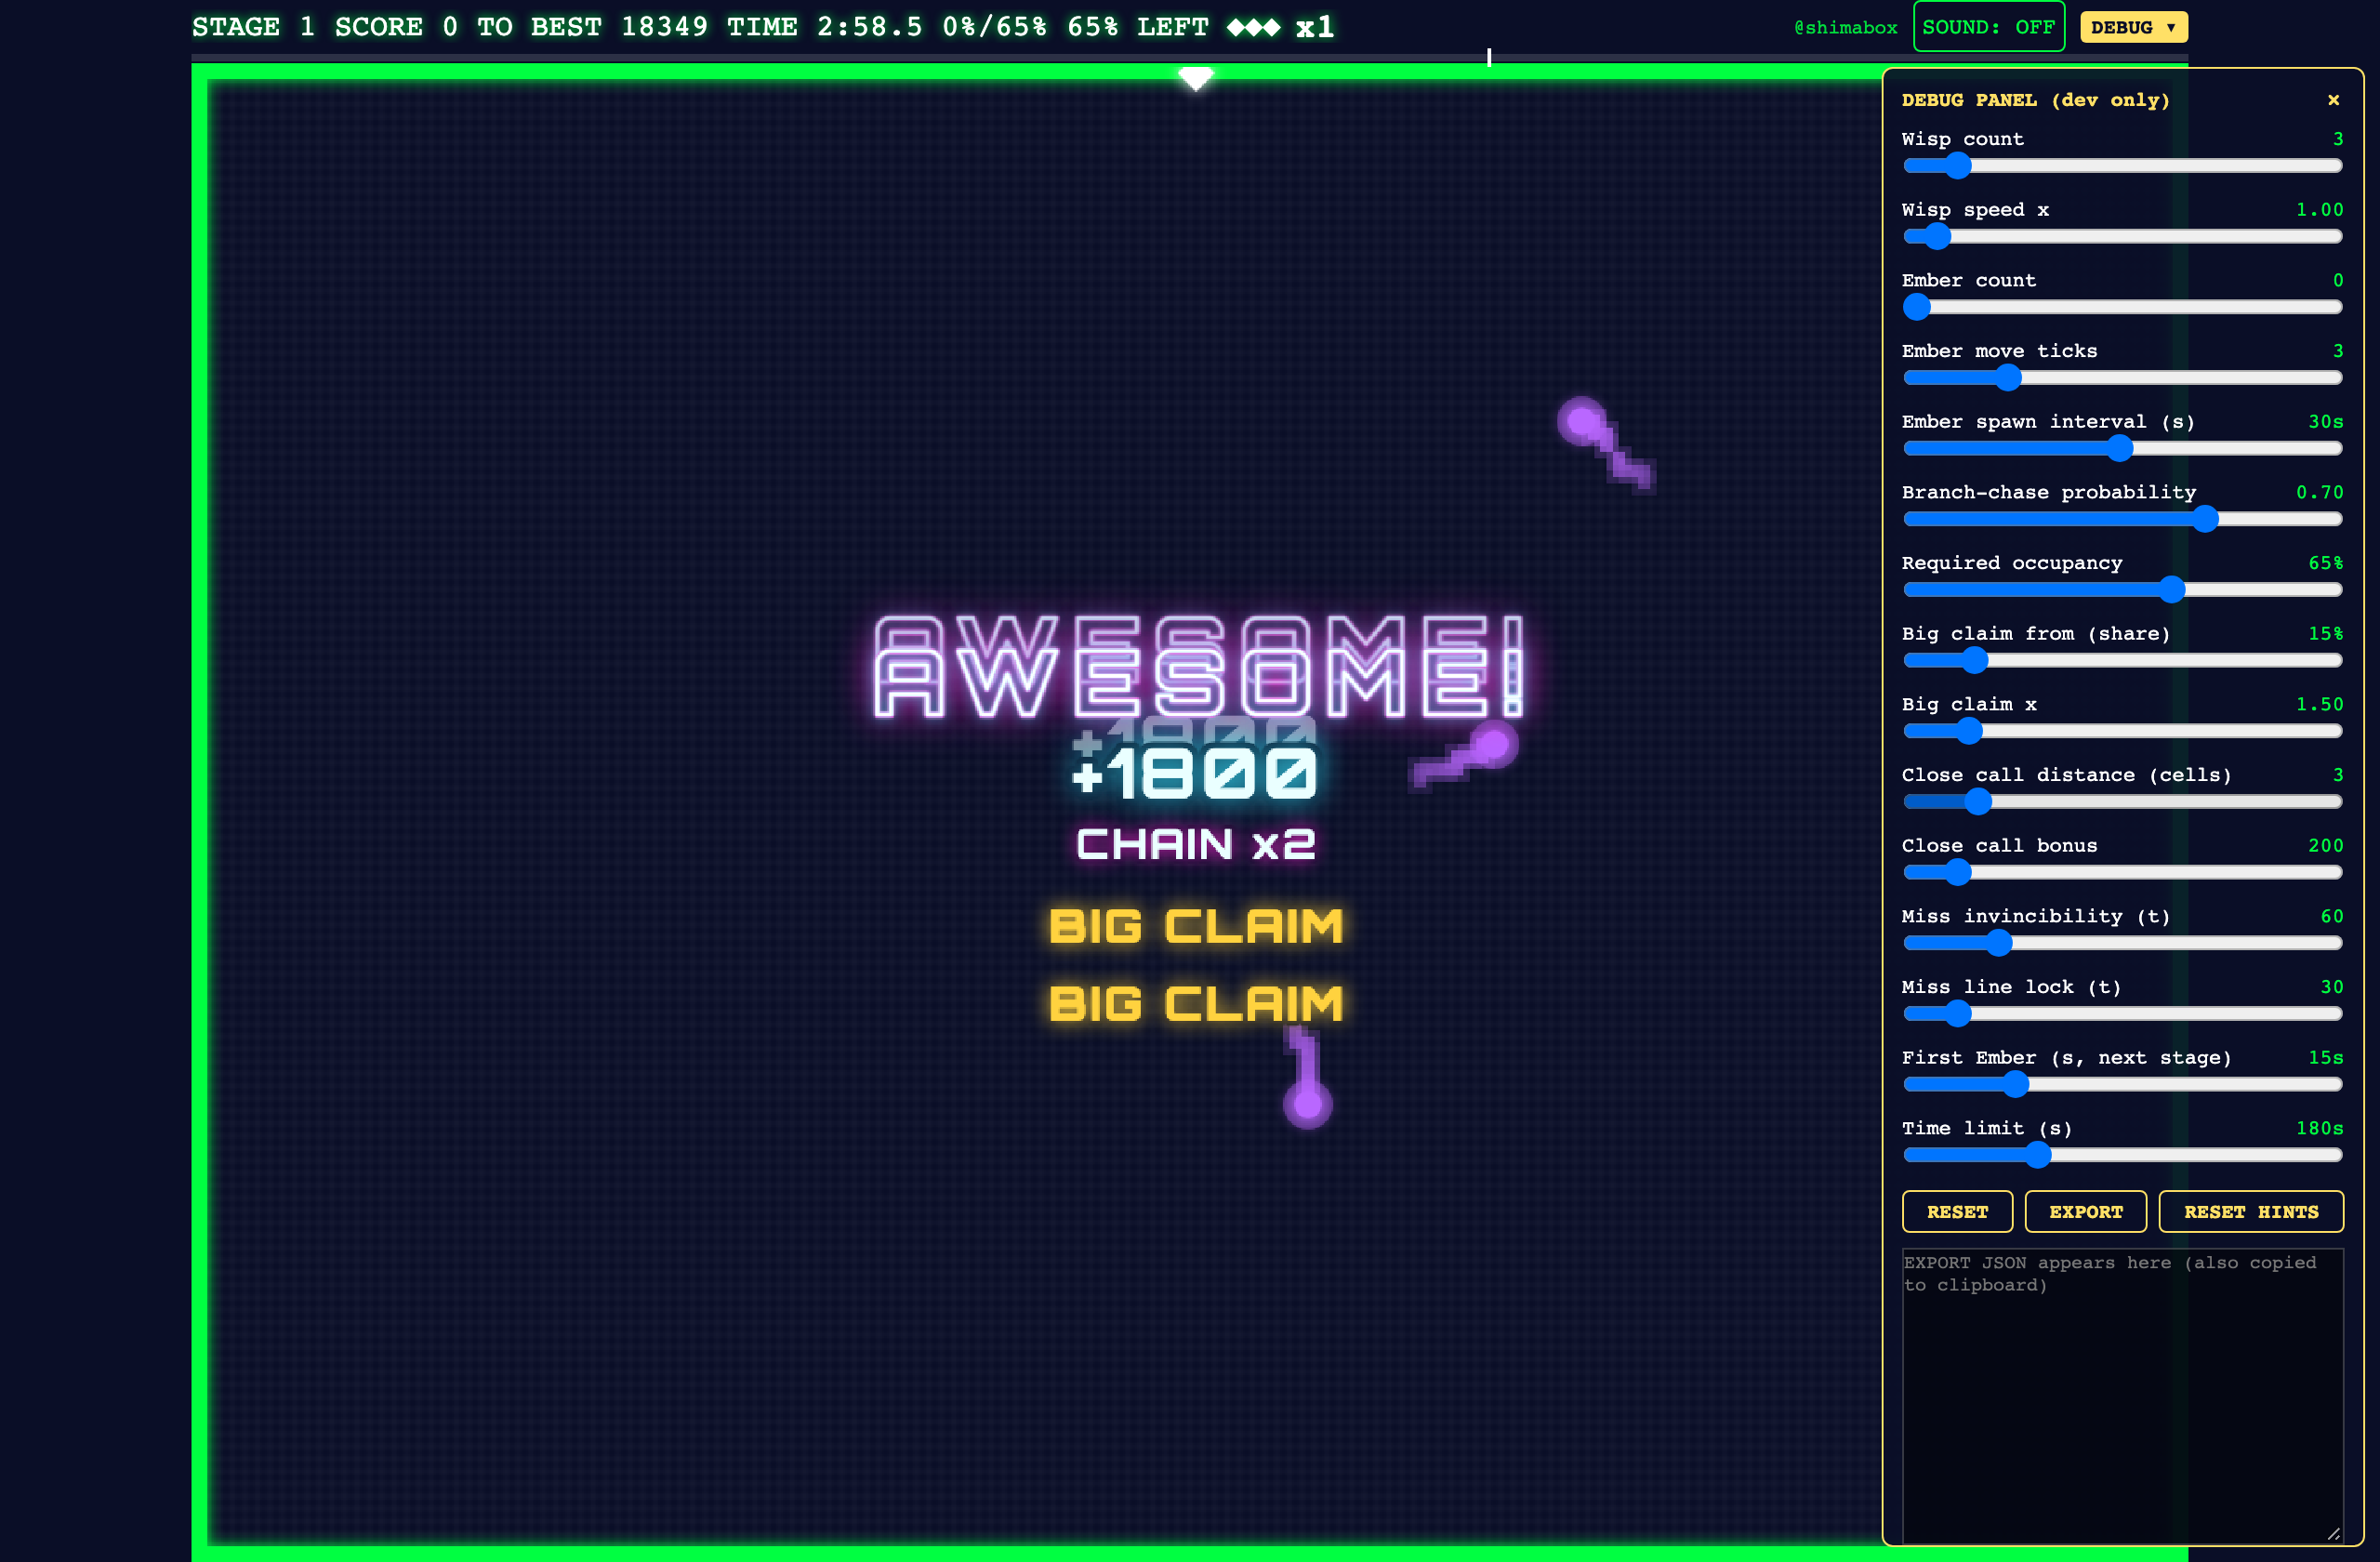 STAGE 1 SCORE 0 TO BEST 18349 TIME 2:58.5 0%/65% 65% LEFT ◆◆◆ x1
@shimabox SOUND: OFF DEBUG ▼
DEBUG PANEL (dev only) ×
Wisp count 3
Wisp speed x 1.00
Ember count 0
Ember move ticks 3
Ember spawn interval (s) 30s
Branch-chase probability 0.70
Required occupancy 65%
Big claim from (share) 15%
Big claim x 1.50
Close call distance (cells) 3
Close call bonus 200
Miss invincibility (t) 60
Miss line lock (t) 30
First Ember (s, next stage) 15s
Time limit (s) 180s
RESET EXPORT RESET HINTS
EXPORT JSON appears here (also copied
to clipboard)
AWESOME!
AWESOME!
+1800
+1800
CHAIN x2
BIG CLAIM
BIG CLAIM